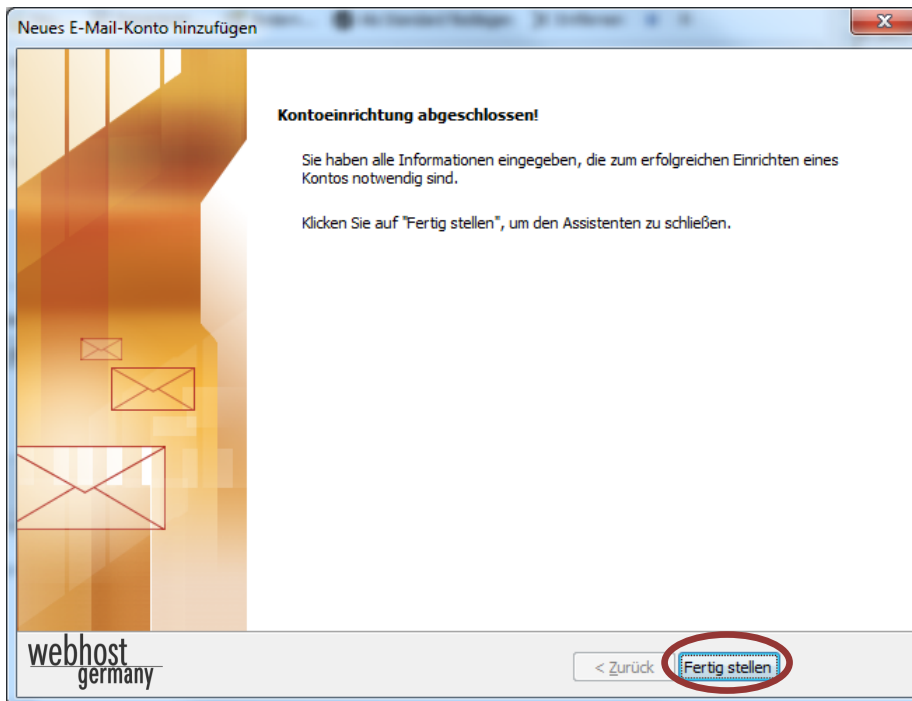 Neues E-Mail-Konto hinzufügen
Kontoeinrichtung abgeschlossen!
Sie haben alle Informationen eingegeben, die zum erfolgreichen Einrichten eines
Kontos notwendig sind.
Klicken Sie auf "Fertig stellen", um den Assistenten zu schließen.
webhost
germany
< Zurück
Fertig stellen